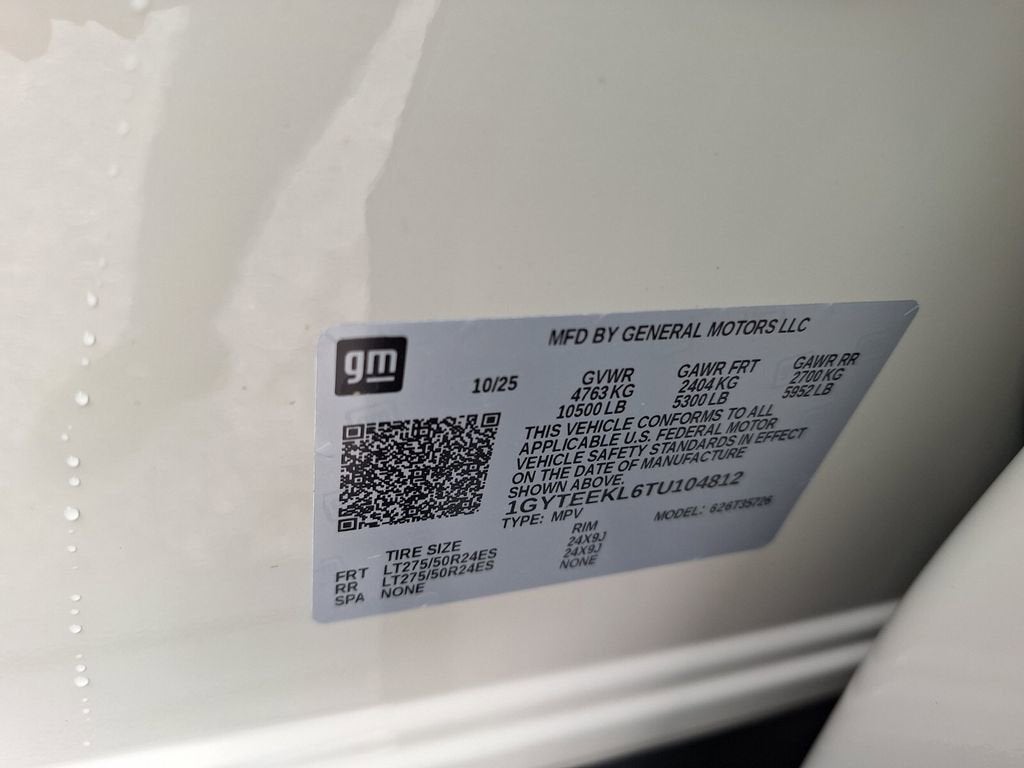 gm
MFD BY GENERAL MOTORS LLC
10/25
GVWR GAWR FRT GAWR RR
4763 KG 2404 KG 2700 KG
10500 LB 5300 LB 5952 LB
THIS VEHICLE CONFORMS TO ALL
APPLICABLE U.S. FEDERAL MOTOR
VEHICLE SAFETY STANDARDS IN EFFECT
ON THE DATE OF MANUFACTURE
SHOWN ABOVE.
1GYTEEKL6TU104812
TYPE: MPV MODEL: 626T35726
TIRE SIZE RIM
FRT LT275/50R24ES 24X9J
RR LT275/50R24ES 24X9J
SPA NONE NONE